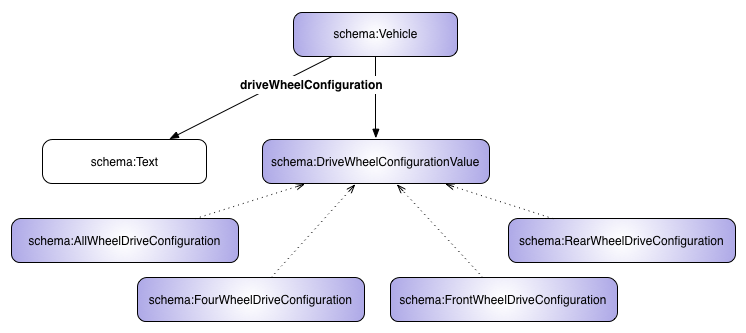 schema:Vehicle
driveWheelConfiguration
schema:Text
schema:DriveWheelConfigurationValue
schema:AllWheelDriveConfiguration
schema:RearWheelDriveConfiguration
schema:FourWheelDriveConfiguration
schema:FrontWheelDriveConfiguration